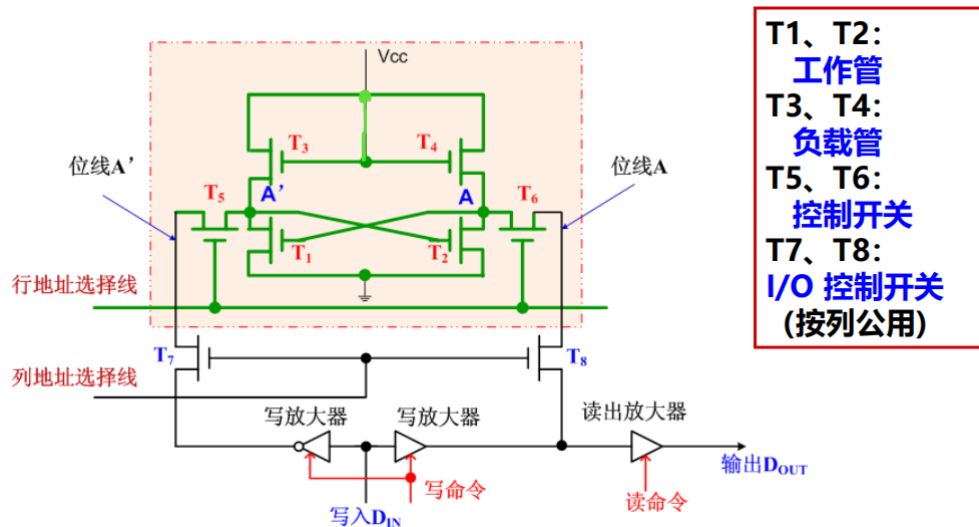 Vcc
T3
T4
位线A’
位线A
T5
A’
A
T6
T1
T2
行地址选择线
T7
T8
列地址选择线
写放大器
写放大器
读出放大器
输出DOUT
写命令
读命令
写入DIN
T1、T2：
工作管
T3、T4：
负载管
T5、T6：
控制开关
T7、T8：
I/O 控制开关
(按列公用)